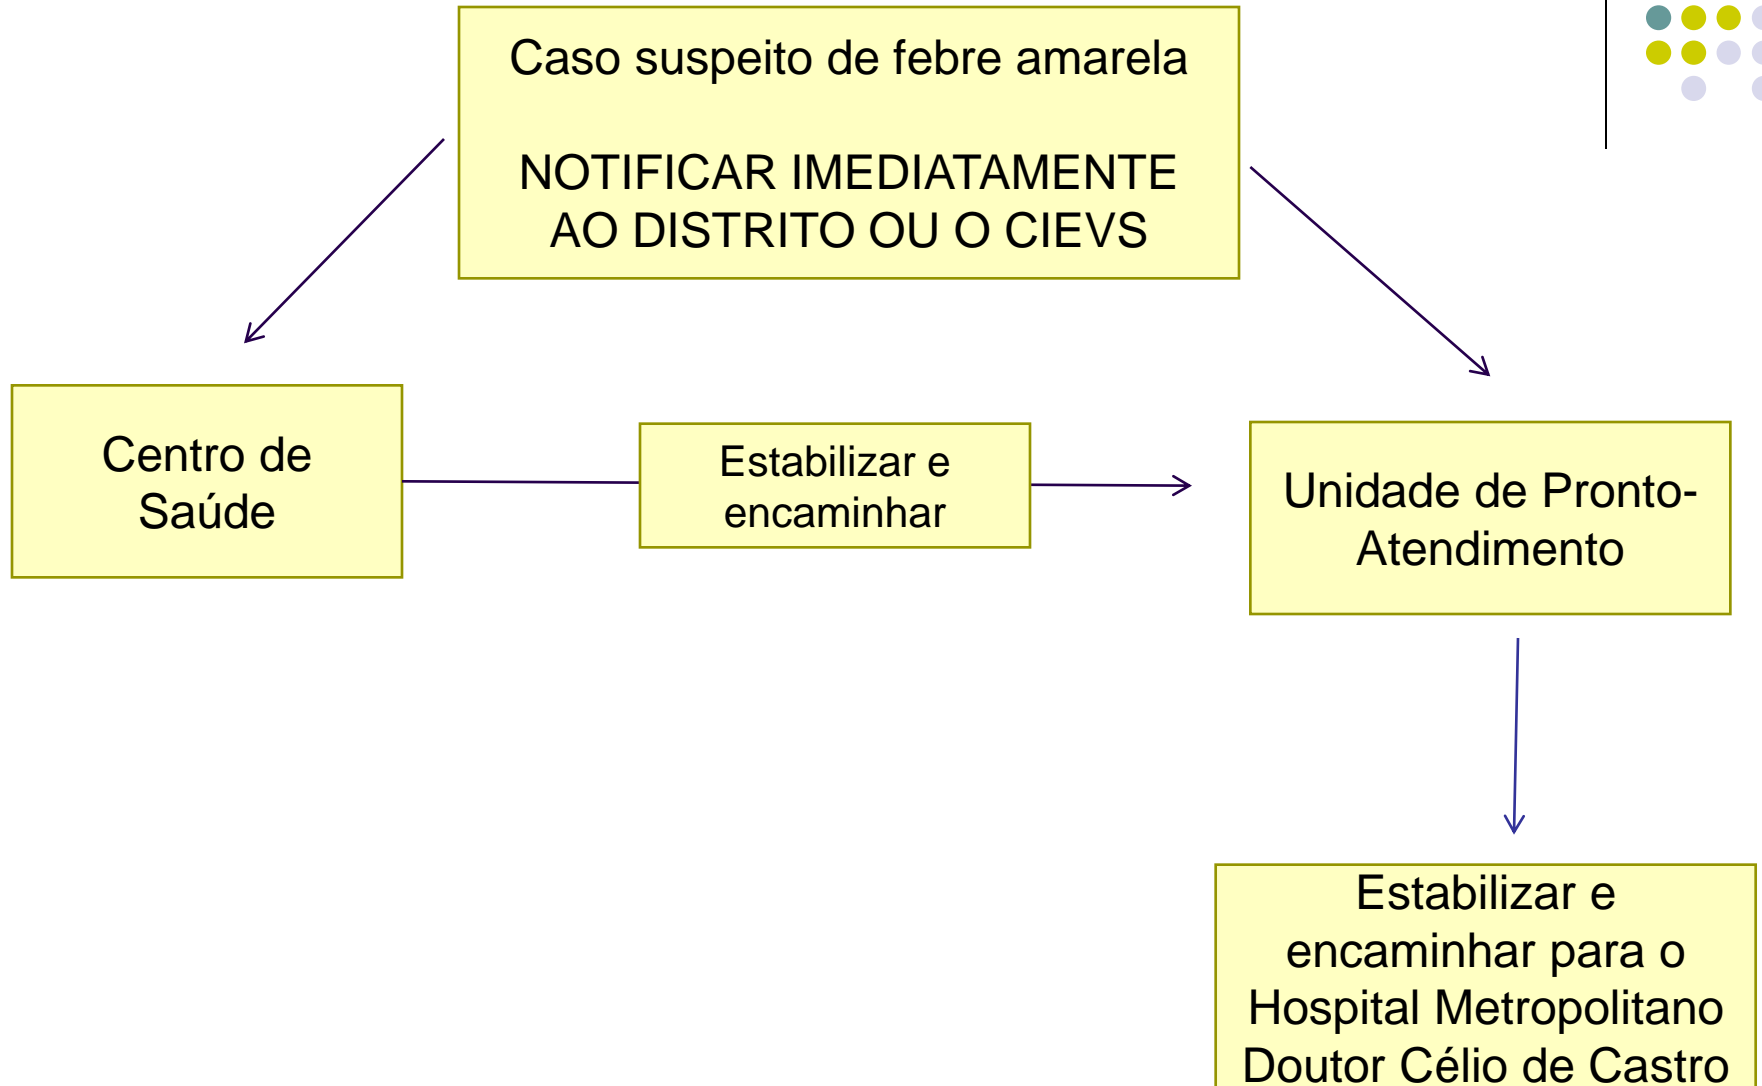 Caso suspeito de febre amarela
NOTIFICAR IMEDIATAMENTE
AO DISTRITO OU O CIEVS
Centro de
Saúde
Estabilizar e
encaminhar
Unidade de Pronto-
Atendimento
Estabilizar e
encaminhar para o
Hospital Metropolitano
Doutor Célio de Castro